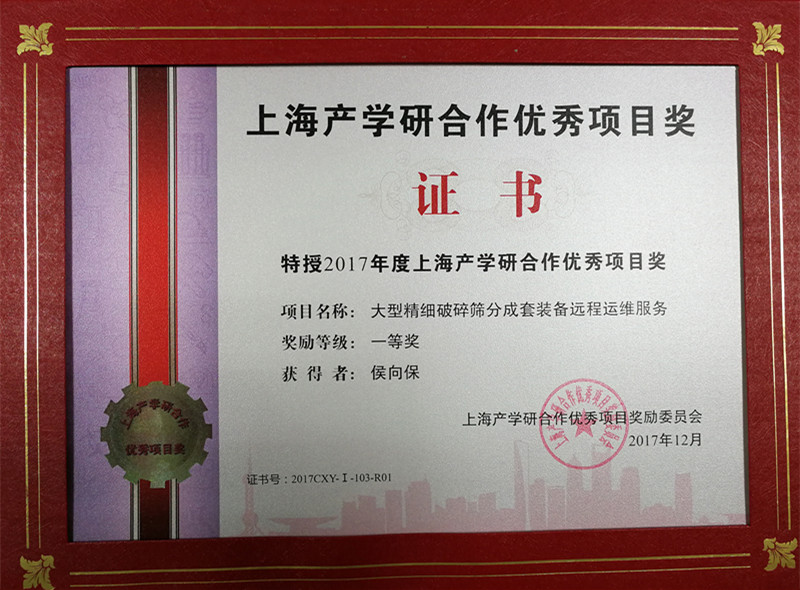 上海产学研合作优秀项目奖
证书
特授2017年度上海产学研合作优秀项目奖
项目名称：大型精细破碎筛分成套装备远程运维服务
奖励等级：一等奖
获得者：侯向保
上海产学研合作优秀项目奖励委员会
2017年12月
证书号：2017CXY-Ⅰ-103-R01
上海产学研合作
优秀项目奖